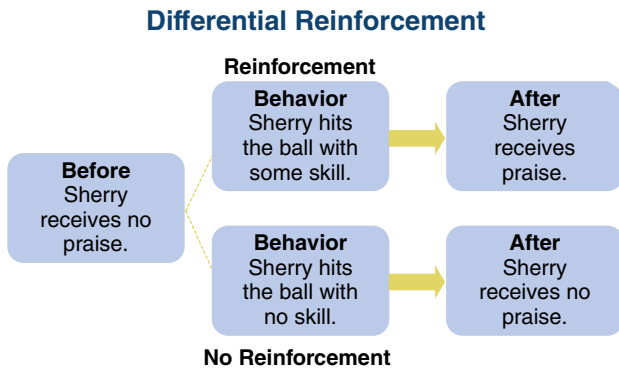 Differential Reinforcement
Reinforcement
Behavior
Sherry hits
the ball with
some skill.
After
Sherry
receives
praise.
Before
Sherry
receives no
praise.
Behavior
Sherry hits
the ball with
no skill.
After
Sherry
receives no
praise.
No Reinforcement